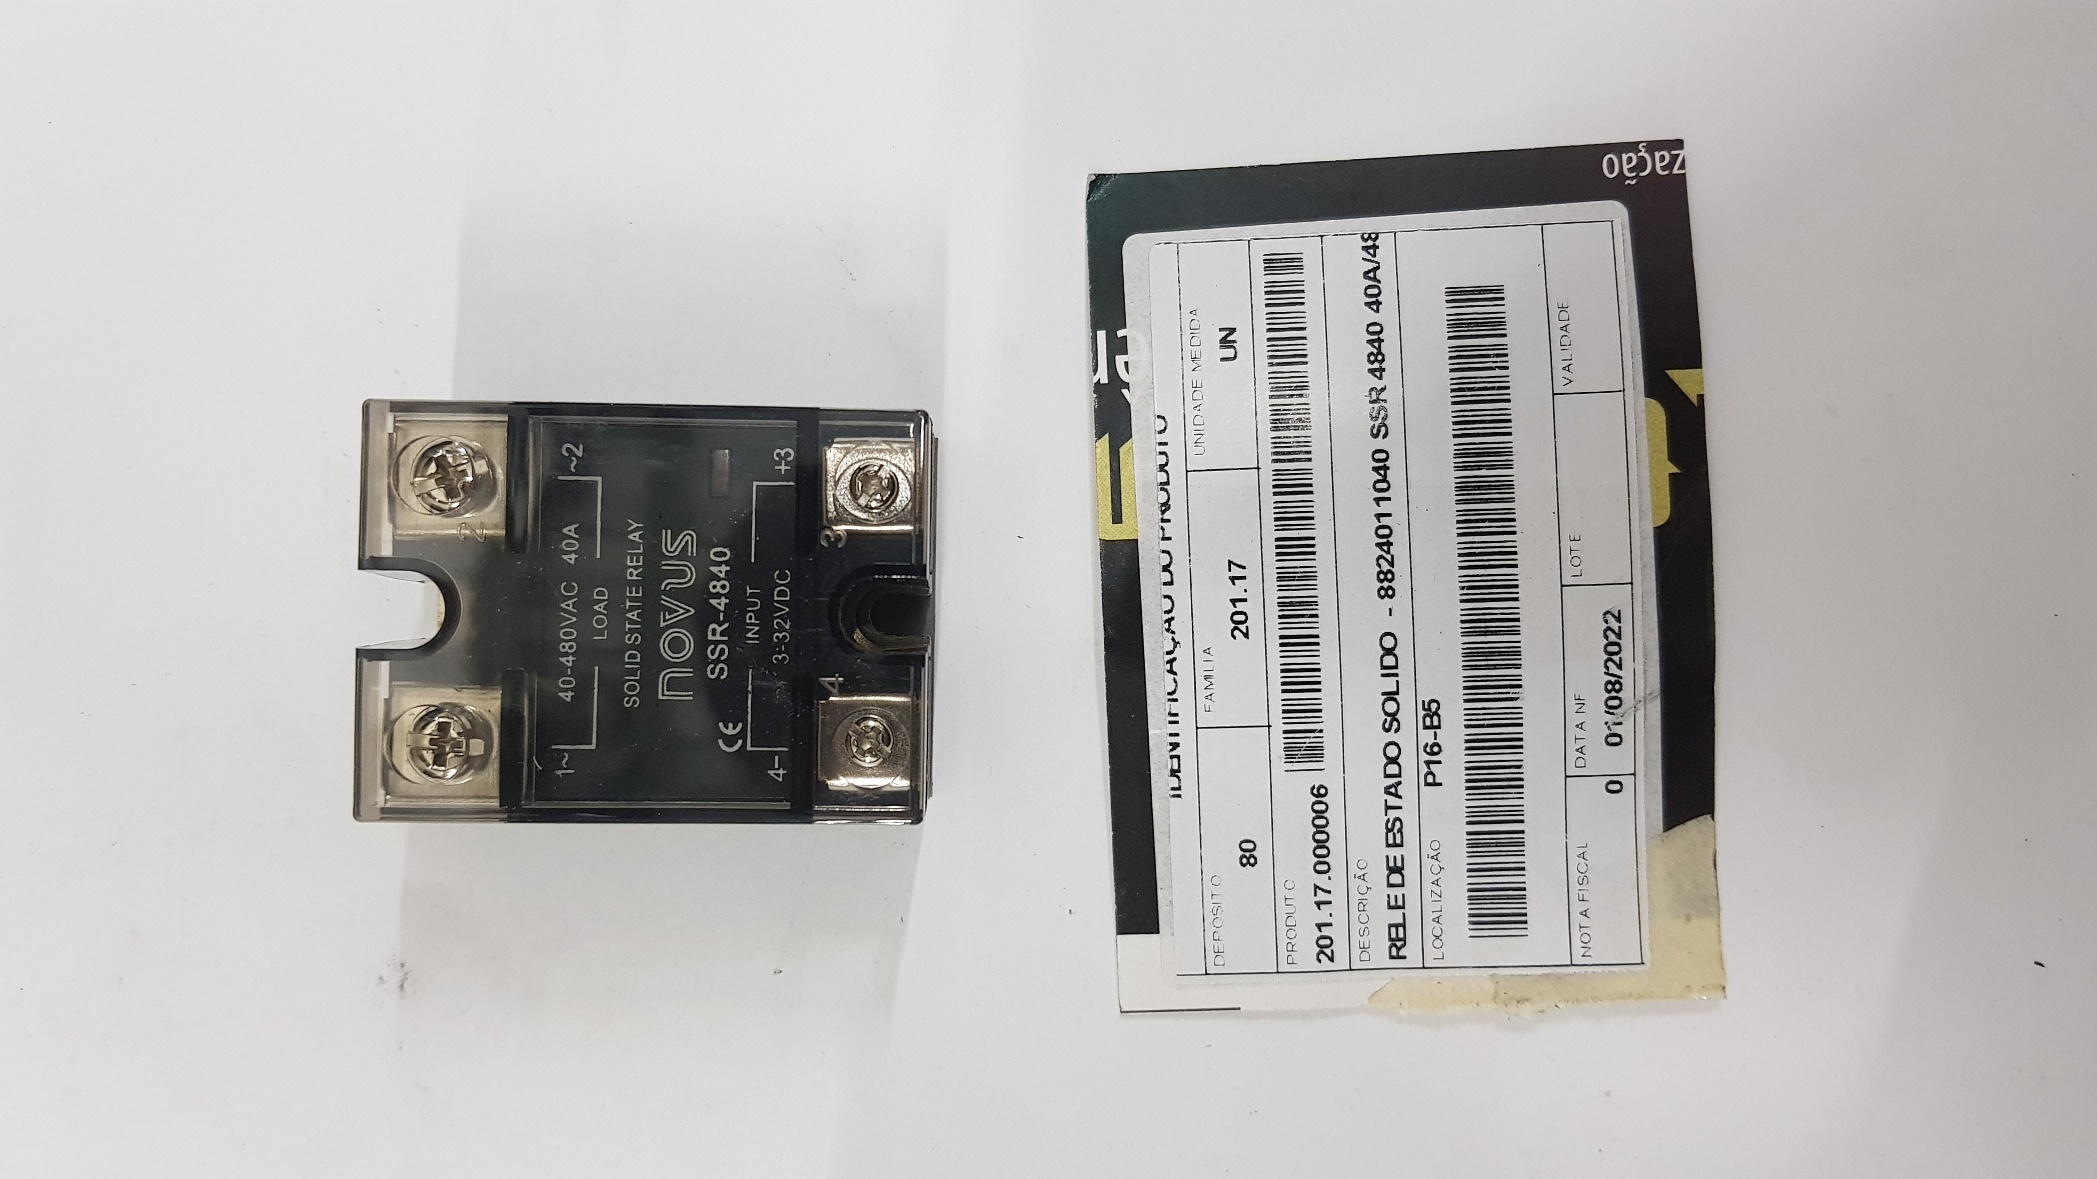 1 2
1~ 40-480VAC 40A ~2
LOAD
SOLID STATE RELAY
novus
SSR-4840
CE
INPUT
4- 3-32VDC +3
4 3
êr
IDENTIFICAÇÃO DO PRODUTO
DEPÓSITO FAMÍLIA UNIDADE MEDIDA
80 201.17 UN
PRODUTO
201.17.000006
DESCRIÇÃO
RELE DE ESTADO SOLIDO - 8824011040 SSR 4840 40A/48
LOCALIZAÇÃO P16-B5
NOTA FISCAL DATA NF LOTE VALIDADE
0 01/08/2022
zação